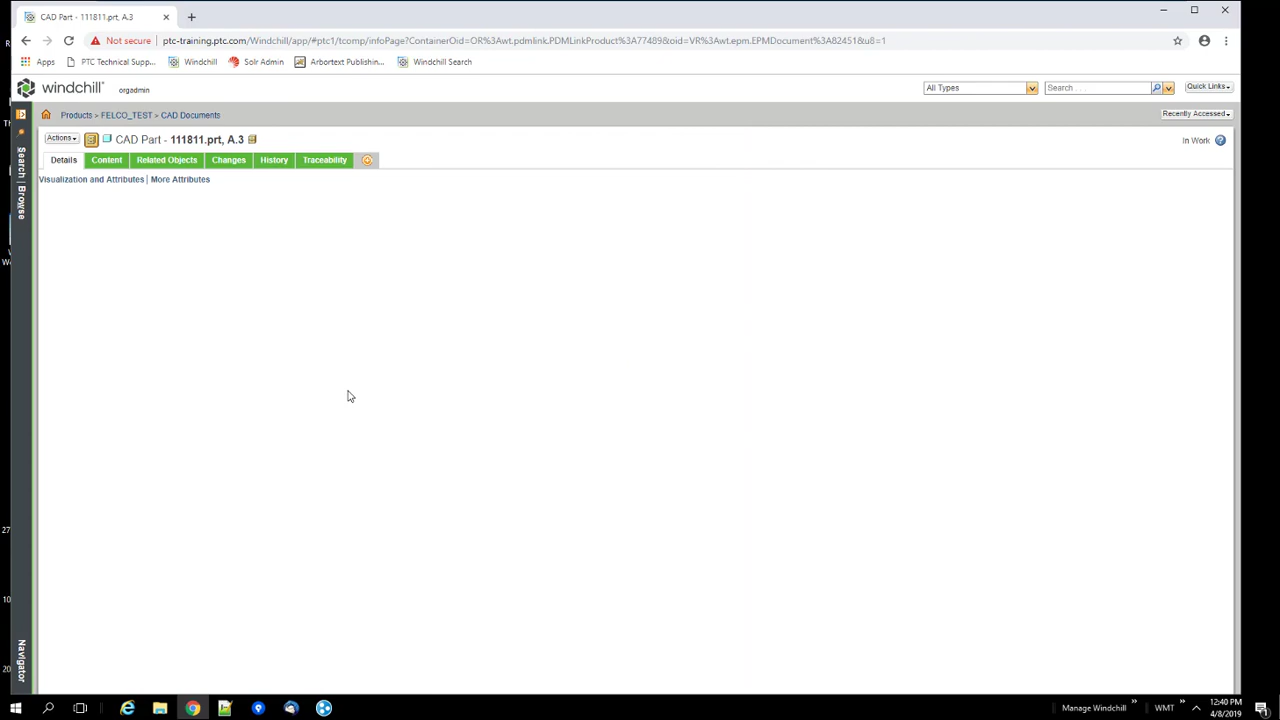 CAD Part - 111811.prt, A.3
Not secure | ptc-training.ptc.com/Windchill/app/#ptc1/tcomp/infoPage?ContainerOid=OR%3Awt.pdmlink.PDMLinkProduct%3A77489&oid=VR%3Awt.epm.EPMDocument%3A82451&u8=1
Apps PTC Technical Supp... Windchill Solr Admin Arbortext Publishin... Windchill Search
windchill orgadmin All Types Search . . . Quick Links
Products > FELCO_TEST > CAD Documents Recently Accessed
Actions CAD Part - 111811.prt, A.3 In Work
Details Content Related Objects Changes History Traceability
Visualization and Attributes | More Attributes
Search | Browse
Navigator
27
10
20
Manage Windchill WMT 12:40 PM
4/8/2019